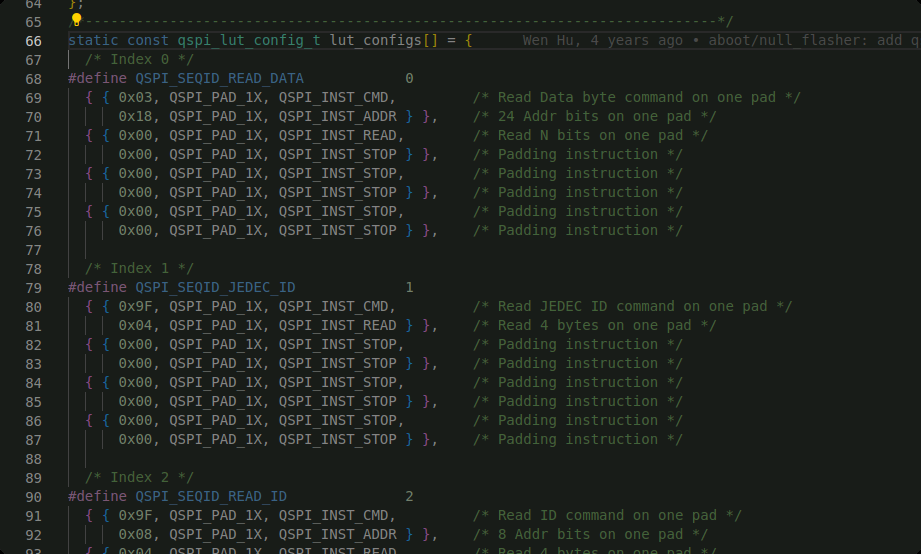 64 };
65 /*---------------------------------------------------------------------------*/
66 static const qspi_lut_config_t lut_configs[] = { Wen Hu, 4 years ago • aboot/null_flasher: add q
67 /* Index 0 */
68 #define QSPI_SEQID_READ_DATA 0
69 { { 0x03, QSPI_PAD_1X, QSPI_INST_CMD, /* Read Data byte command on one pad */
70 0x18, QSPI_PAD_1X, QSPI_INST_ADDR } }, /* 24 Addr bits on one pad */
71 { { 0x00, QSPI_PAD_1X, QSPI_INST_READ, /* Read N bits on one pad */
72 0x00, QSPI_PAD_1X, QSPI_INST_STOP } }, /* Padding instruction */
73 { { 0x00, QSPI_PAD_1X, QSPI_INST_STOP, /* Padding instruction */
74 0x00, QSPI_PAD_1X, QSPI_INST_STOP } }, /* Padding instruction */
75 { { 0x00, QSPI_PAD_1X, QSPI_INST_STOP, /* Padding instruction */
76 0x00, QSPI_PAD_1X, QSPI_INST_STOP } }, /* Padding instruction */
77
78 /* Index 1 */
79 #define QSPI_SEQID_JEDEC_ID 1
80 { { 0x9F, QSPI_PAD_1X, QSPI_INST_CMD, /* Read JEDEC ID command on one pad */
81 0x04, QSPI_PAD_1X, QSPI_INST_READ } }, /* Read 4 bytes on one pad */
82 { { 0x00, QSPI_PAD_1X, QSPI_INST_STOP, /* Padding instruction */
83 0x00, QSPI_PAD_1X, QSPI_INST_STOP } }, /* Padding instruction */
84 { { 0x00, QSPI_PAD_1X, QSPI_INST_STOP, /* Padding instruction */
85 0x00, QSPI_PAD_1X, QSPI_INST_STOP } }, /* Padding instruction */
86 { { 0x00, QSPI_PAD_1X, QSPI_INST_STOP, /* Padding instruction */
87 0x00, QSPI_PAD_1X, QSPI_INST_STOP } }, /* Padding instruction */
88
89 /* Index 2 */
90 #define QSPI_SEQID_READ_ID 2
91 { { 0x9F, QSPI_PAD_1X, QSPI_INST_CMD, /* Read ID command on one pad */
92 0x08, QSPI_PAD_1X, QSPI_INST_ADDR } }, /* 8 Addr bits on one pad */
93 { { 0x04, QSPI_PAD_1X, QSPI_INST_READ, /* Read 4 bytes on one pad */